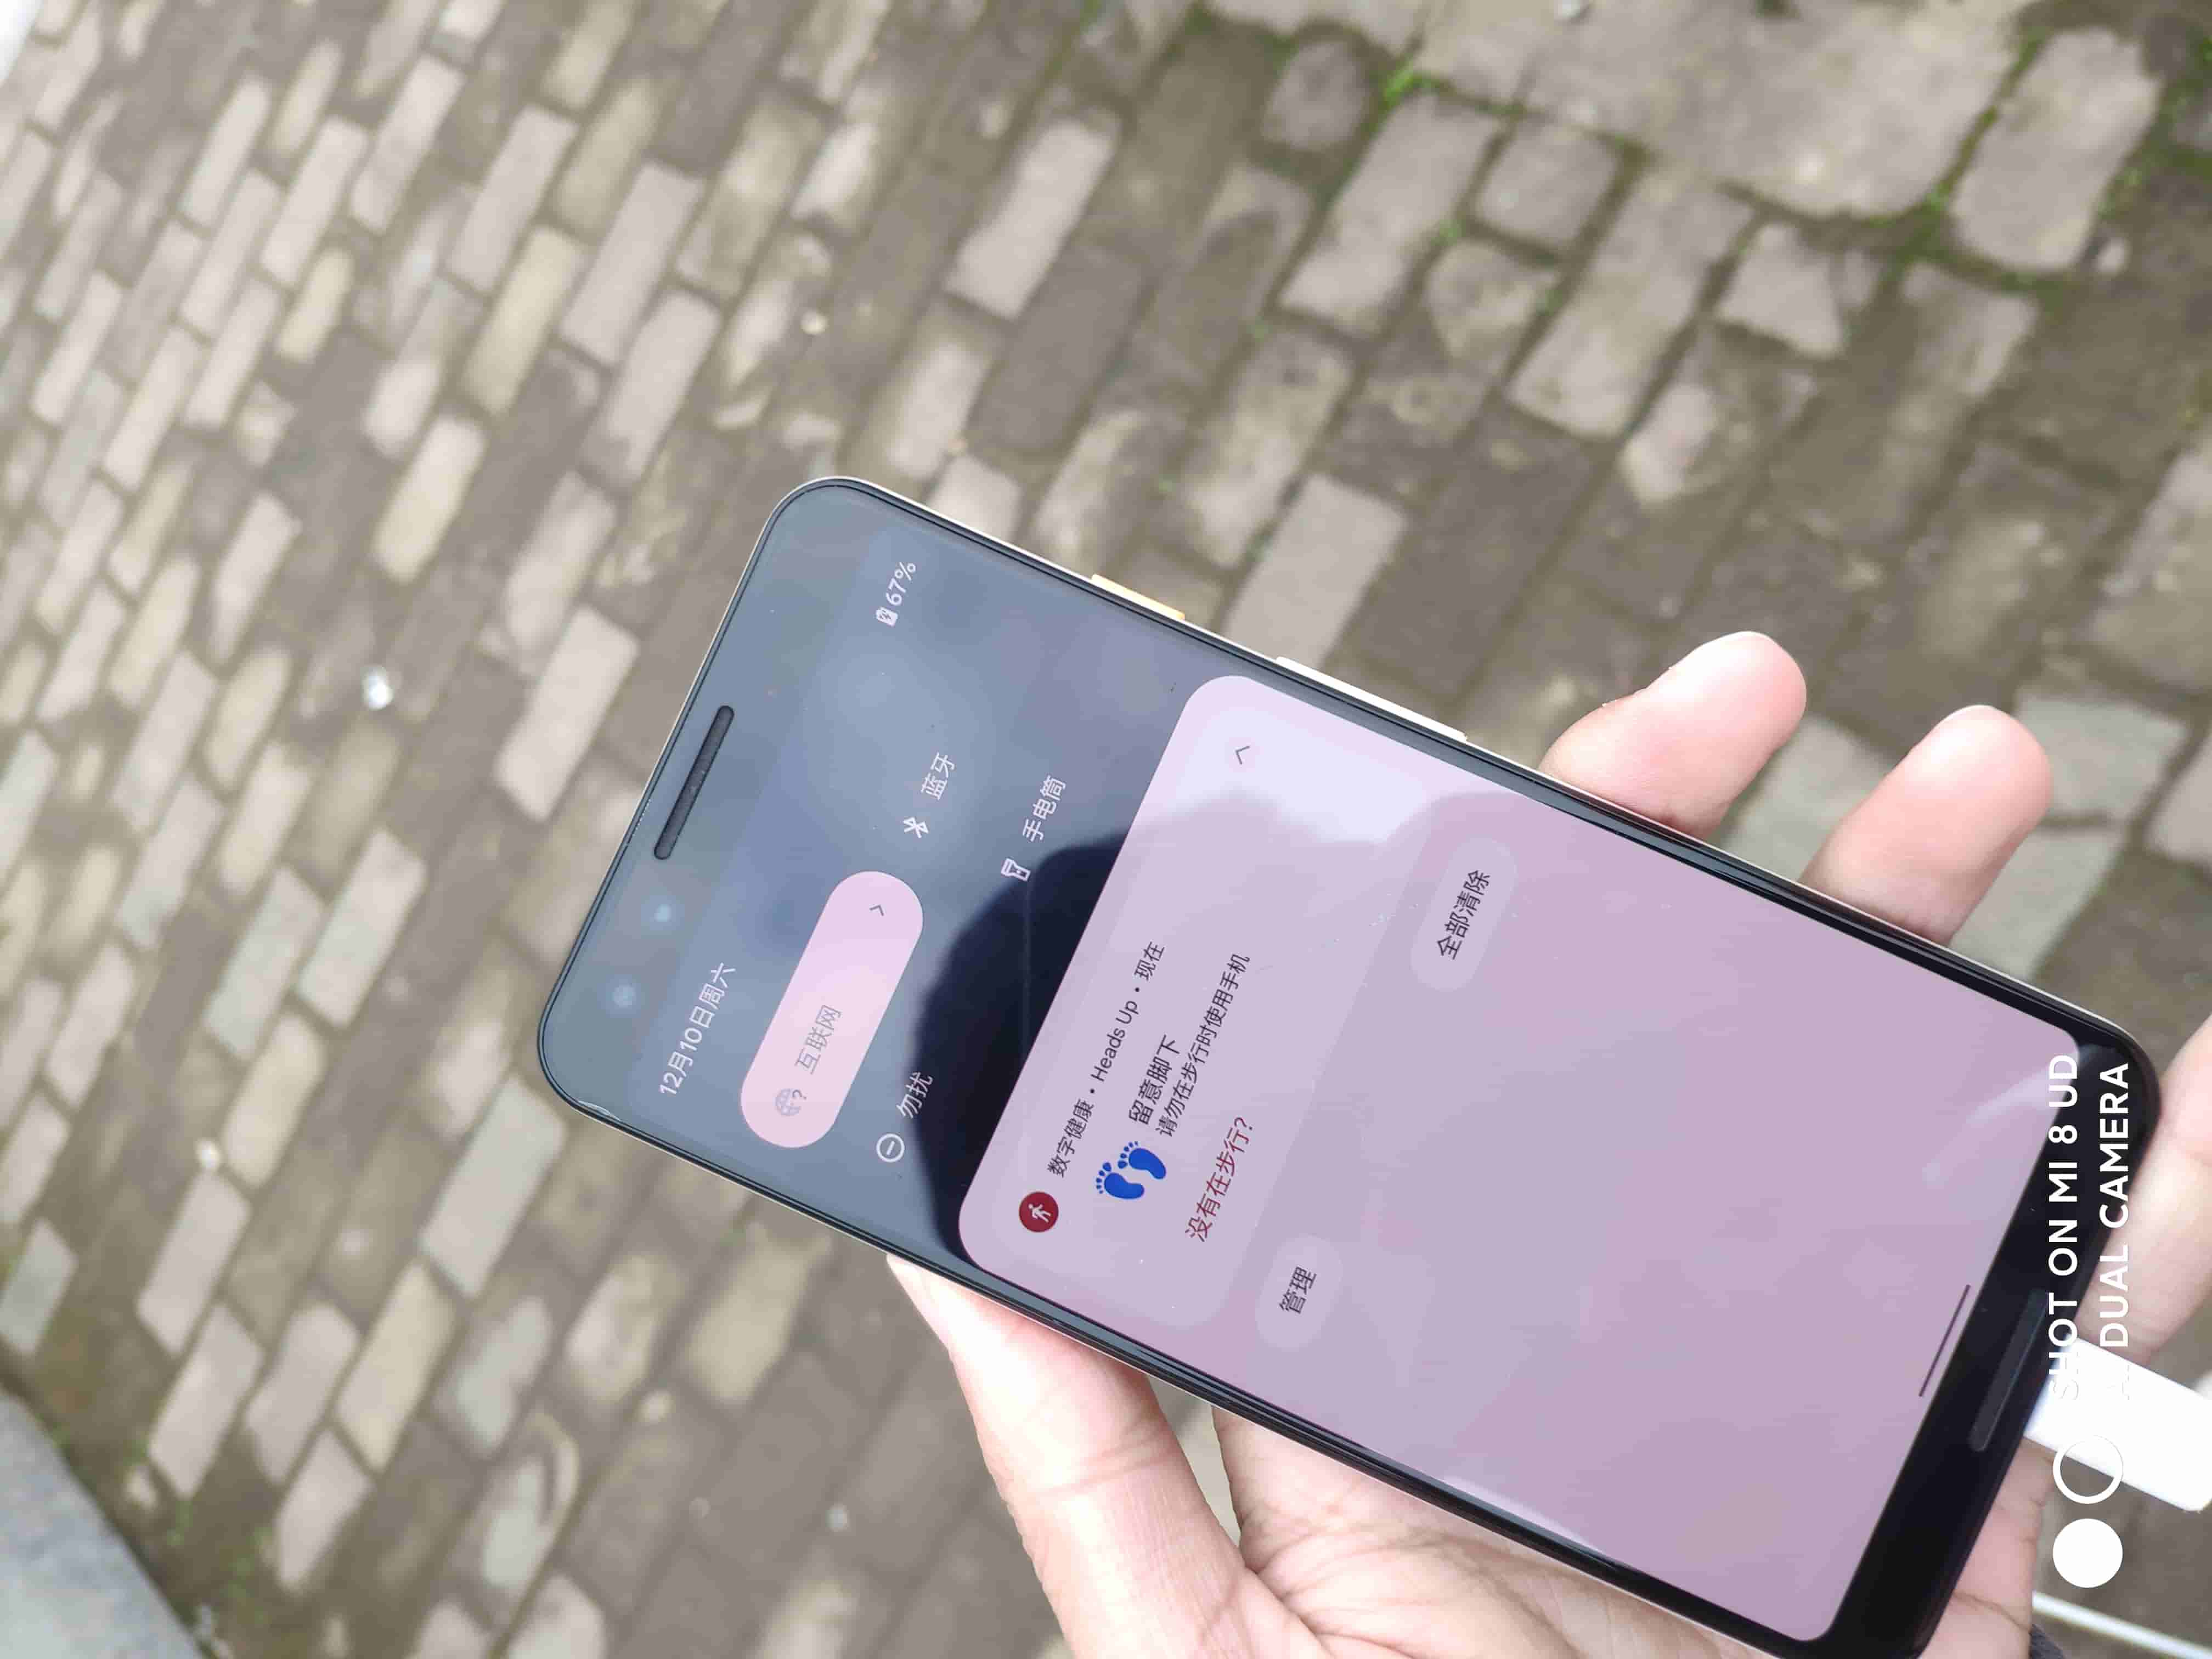 12月10日周六
67%
互联网
蓝牙
勿扰
手电筒
数字健康 • Heads Up • 现在
留意脚下
请勿在步行时使用手机
没有在步行?
管理
全部清除
SHOT ON MI 8 UD
AI DUAL CAMERA